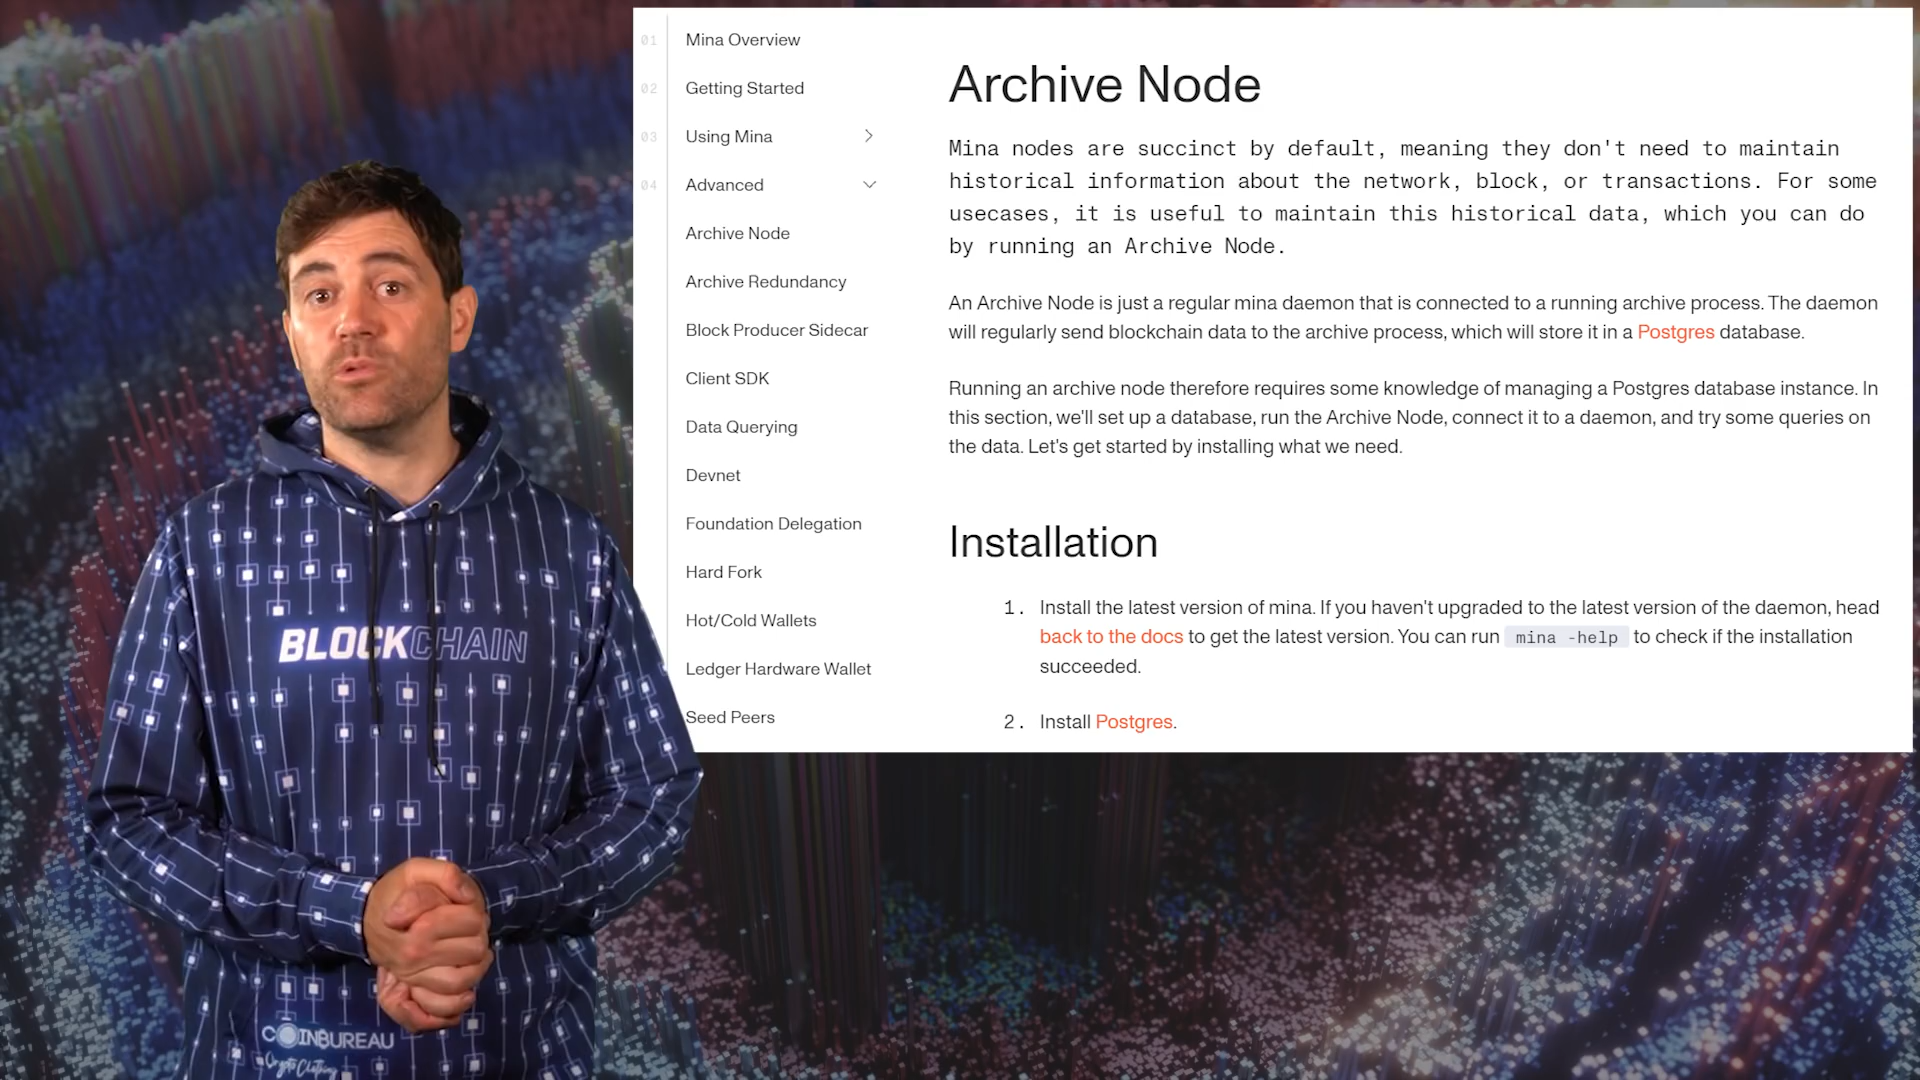 01 Mina Overview
02 Getting Started
03 Using Mina
04 Advanced
Archive Node
Archive Redundancy
Block Producer Sidecar
Client SDK
Data Querying
Devnet
Foundation Delegation
Hard Fork
Hot/Cold Wallets
Ledger Hardware Wallet
Seed Peers
Archive Node
Mina nodes are succinct by default, meaning they don't need to maintain
historical information about the network, block, or transactions. For some
usecases, it is useful to maintain this historical data, which you can do
by running an Archive Node.
An Archive Node is just a regular mina daemon that is connected to a running archive process. The daemon
will regularly send blockchain data to the archive process, which will store it in a Postgres database.
Running an archive node therefore requires some knowledge of managing a Postgres database instance. In
this section, we'll set up a database, run the Archive Node, connect it to a daemon, and try some queries on
the data. Let's get started by installing what we need.
Installation
1. Install the latest version of mina. If you haven't upgraded to the latest version of the daemon, head
back to the docs to get the latest version. You can run mina -help to check if the installation
succeeded.
2. Install Postgres.
BLOCKCHAIN
COINBUREAU
Crypto Clothing